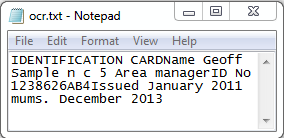 ocr.txt - Notepad
File Edit Format View Help
IDENTIFICATION CARDName Geoff
Sample n c 5 Area managerID No
1238626AB4Issued January 2011
mums. December 2013